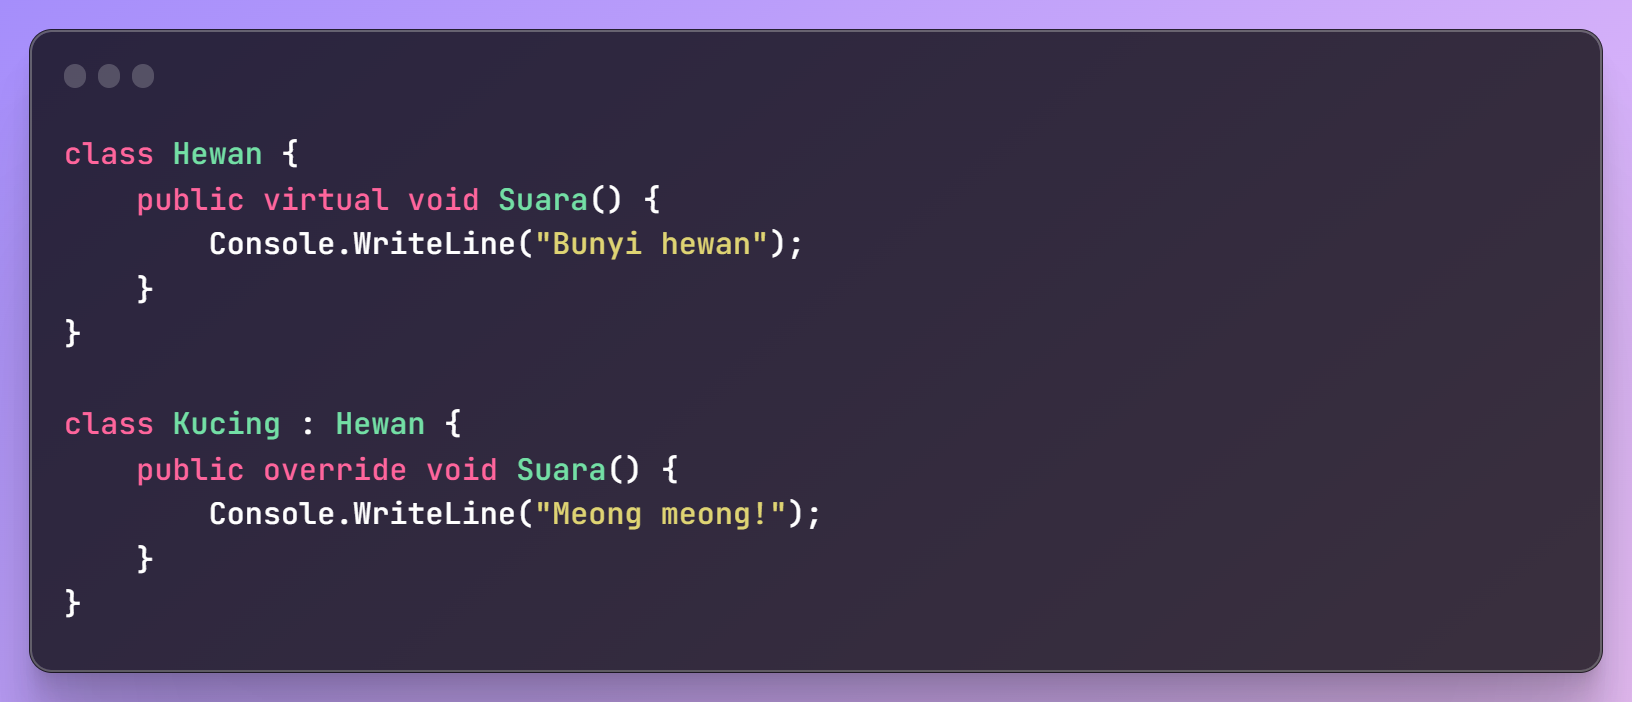 class Hewan {
    public virtual void Suara() {
        Console.WriteLine("Bunyi hewan");
    }
}

class Kucing : Hewan {
    public override void Suara() {
        Console.WriteLine("Meong meong!");
    }
}